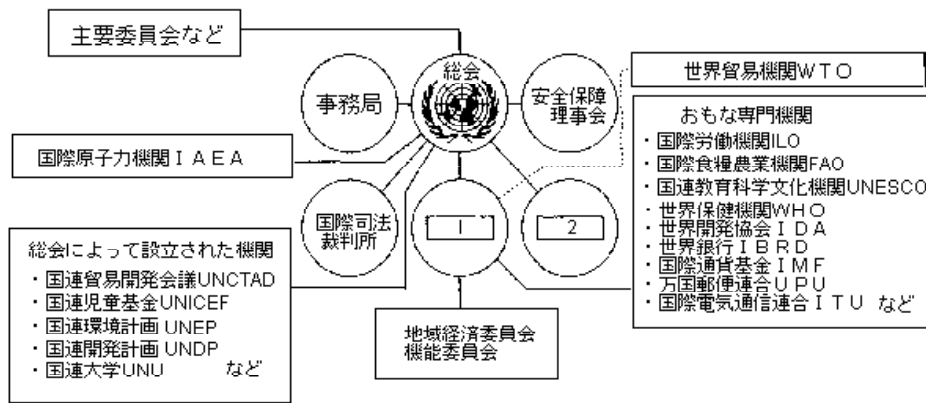 主要委員会など
総会
事務局
安全保障
理事会
世界貿易機関WTO
おもな専門機関
・国際労働機関ILO
・国際食糧農業機関FAO
・国連教育科学文化機関UNESCO
・世界保健機関WHO
・世界開発協会IDA
・世界銀行IBRD
・国際通貨基金IMF
・万国郵便連合UPU
・国際電気通信連合ITU など
国際原子力機関IAEA
国際司法
裁判所
1
2
総会によって設立された機関
・国連貿易開発会議UNCTAD
・国連児童基金UNICEF
・国連環境計画 UNEP
・国連開発計画 UNDP
・国連大学UNU など
地域経済委員会
機能委員会